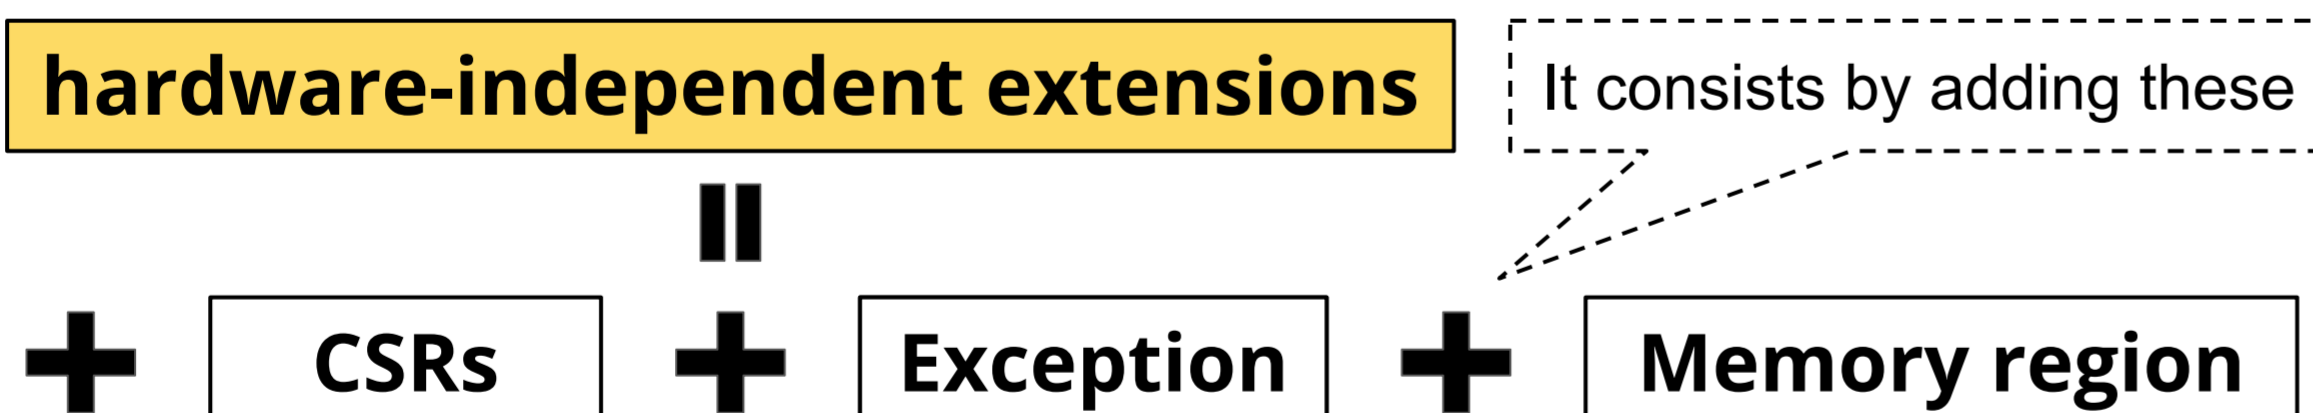 hardware-independent extensions
It consists by adding these
CSRs
Exception
Memory region